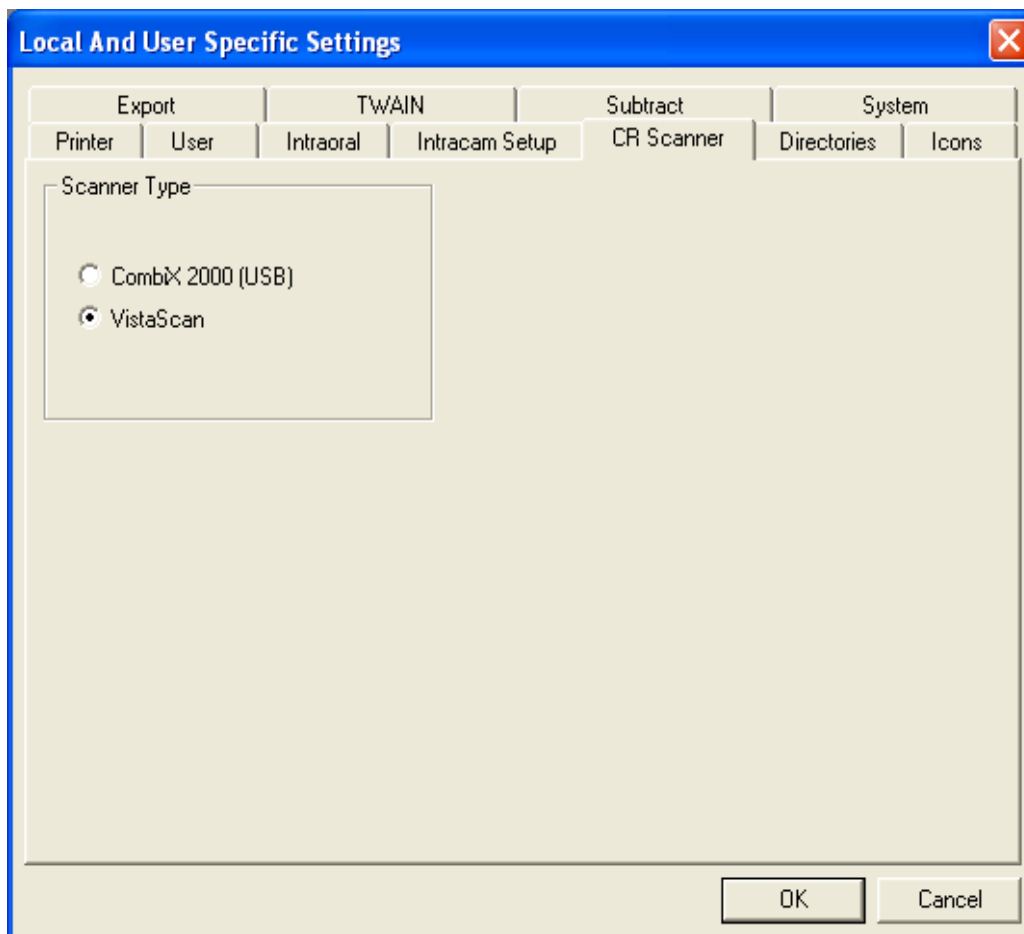 Local And User Specific Settings
Export TWAIN Subtract System
Printer User Intraoral Intracam Setup CR Scanner Directories Icons
Scanner Type
CombiX 2000 (USB)
VistaScan
OK Cancel